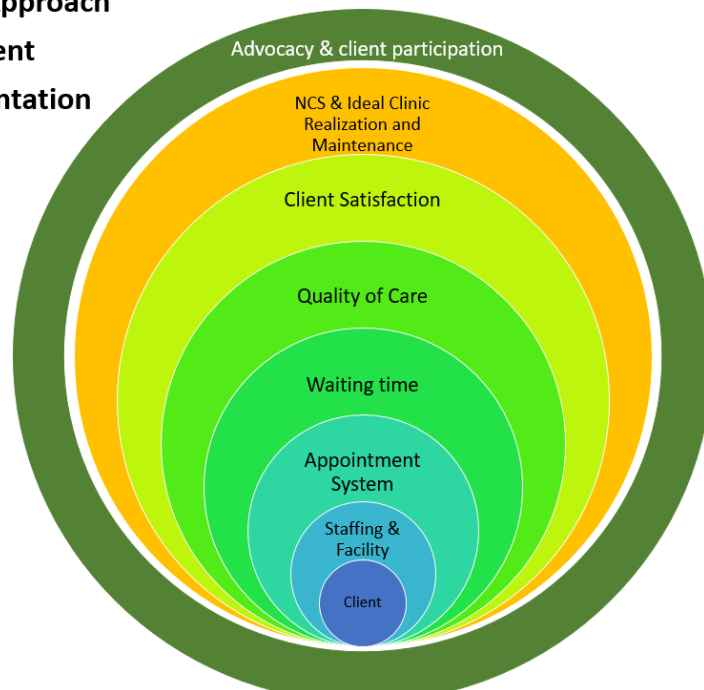 pproach
ent
ntation
Advocacy & client participation
NCS & Ideal Clinic
Realization and
Maintenance
Client Satisfaction
Quality of Care
Waiting time
Appointment
System
Staffing &
Facility
Client